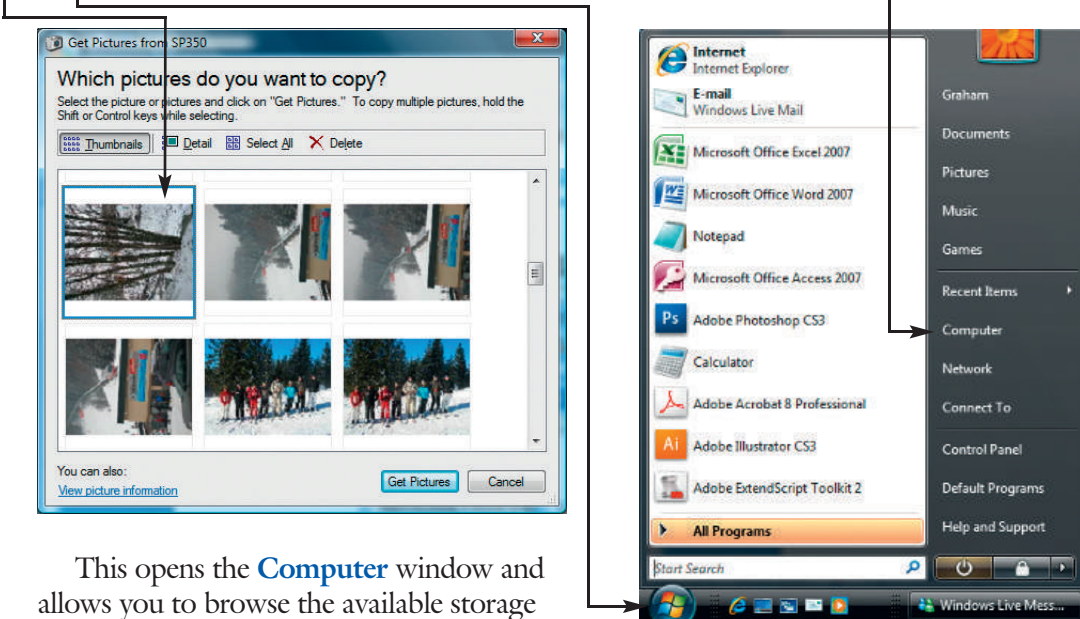 Get Pictures from SP350
X
Which pictures do you want to copy?
Select the picture or pictures and click on "Get Pictures." To copy multiple pictures, hold the
Shift or Control keys while selecting.
Thumbnails Detail Select All Delete
You can also:
View picture information
Get Pictures Cancel
This opens the Computer window and
allows you to browse the available storage
Internet
Internet Explorer
E-mail
Windows Live Mail
Microsoft Office Excel 2007
Microsoft Office Word 2007
Notepad
Microsoft Office Access 2007
Ps Adobe Photoshop CS3
Calculator
Adobe Acrobat 8 Professional
Ai Adobe Illustrator CS3
Adobe ExtendScript Toolkit 2
All Programs
Start Search
Graham
Documents
Pictures
Music
Games
Recent Items
Computer
Network
Connect To
Control Panel
Default Programs
Help and Support
Windows Live Mess...